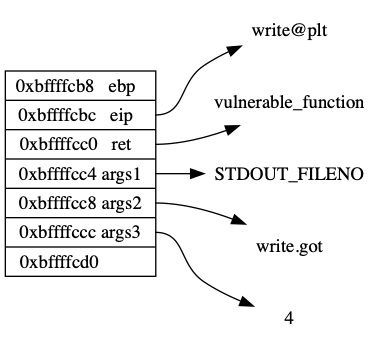 write@plt
0xbffffcb8 ebp
0xbffffcbc eip
vulnerable_function
0xbffffcc0 ret
0xbffffcc4 args1
STDOUT_FILENO
0xbffffcc8 args2
0xbffffccc args3
write.got
0xbffffcd0
4